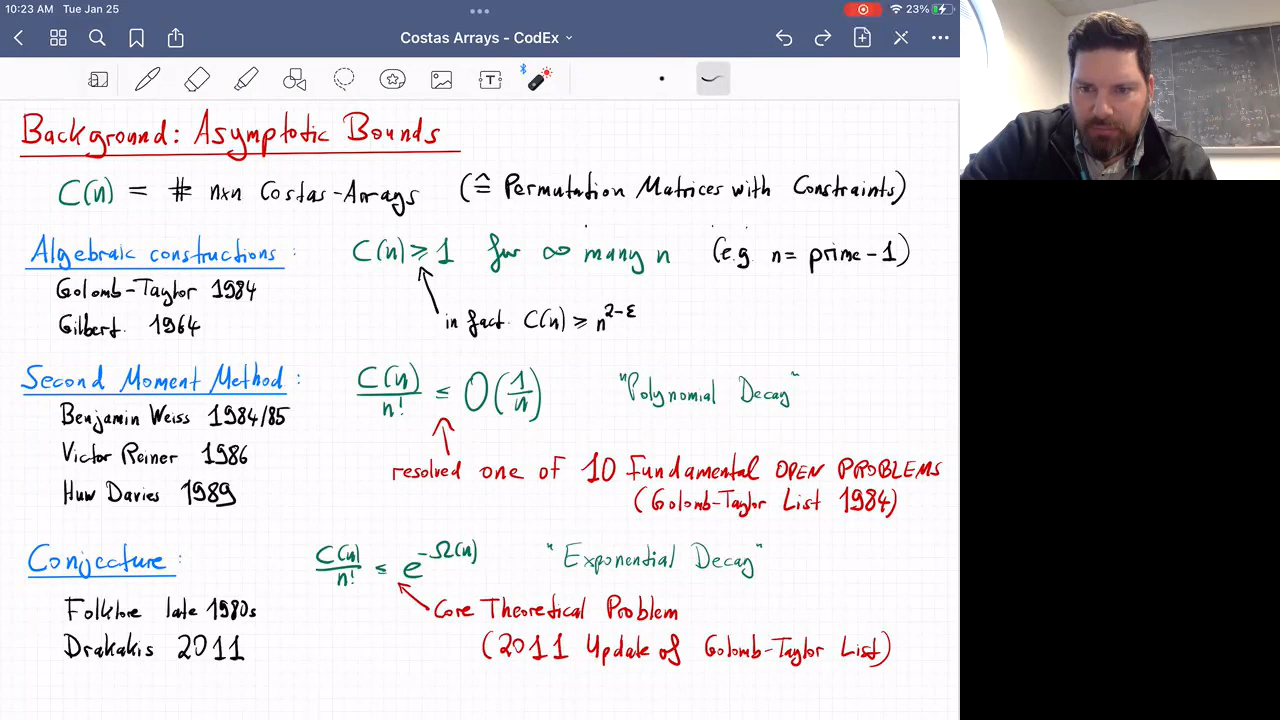 10:23 AM Tue Jan 25
23%
Costas Arrays - CodEx
Background: Asymptotic Bounds
C(n) = # n×n Costas-Arrays (≙ Permutation Matrices with Constraints)
Algebraic constructions: C(n) ≥ 1 for ∞ many n (e.g. n = prime - 1)
Golomb-Taylor 1984
Gilbert 1964 in fact C(n) ≥ n^{2-ε}
Second Moment Method: C(n)/n! ≤ O(1/n) "Polynomial Decay"
Benjamin Weiss 1984/85
Victor Reiner 1986 resolved one of 10 Fundamental OPEN PROBLEMS
Huw Davies 1989 (Golomb-Taylor List 1984)
Conjecture: C(n)/n! ≤ e^{-Ω(n)} "Exponential Decay"
Folklore late 1980s Core Theoretical Problem
Drakakis 2011 (2011 Update of Golomb-Taylor List)